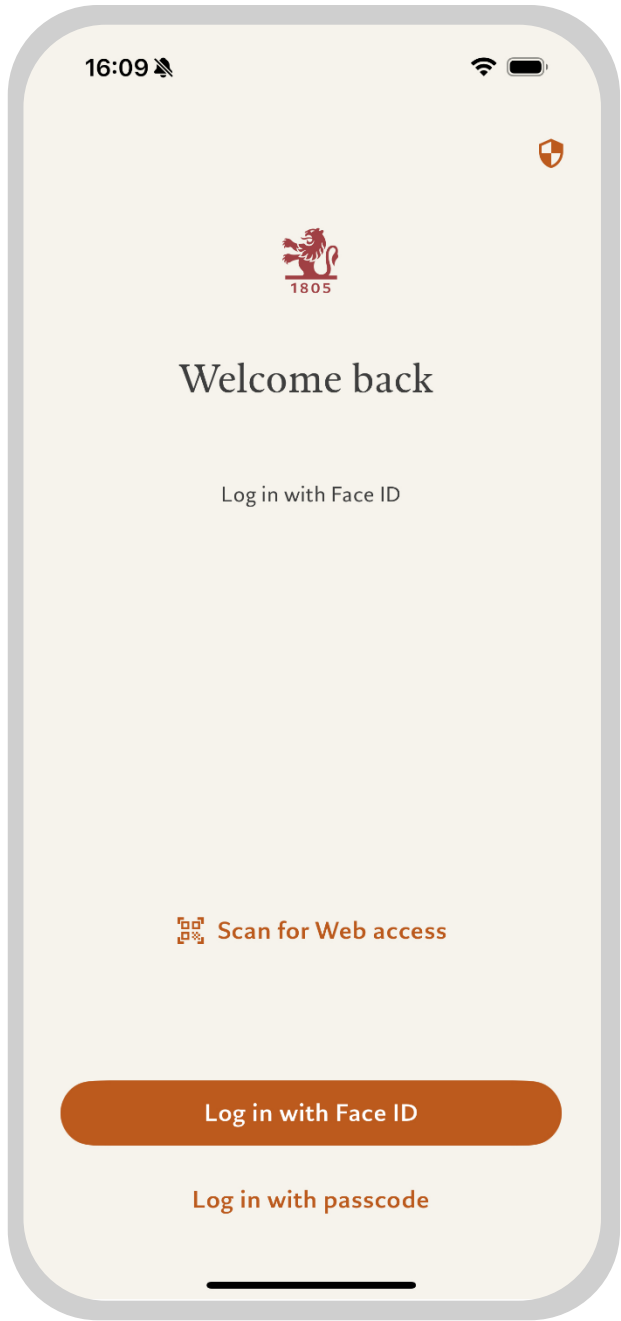 16:09
1805
Welcome back
Log in with Face ID
Scan for Web access
Log in with Face ID
Log in with passcode